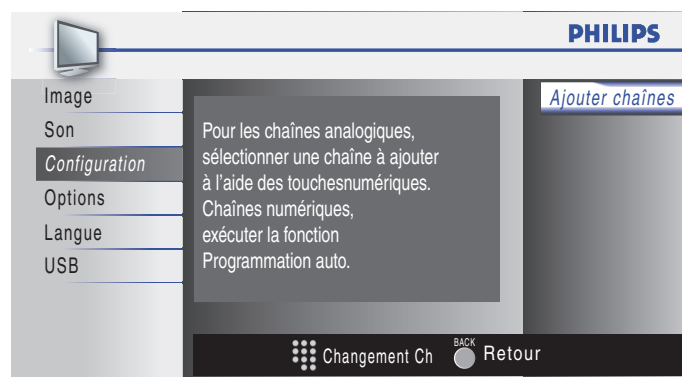 PHILIPS
Image
Son
Configuration
Options
Langue
USB
Pour les chaînes analogiques,
sélectionner une chaîne à ajouter
à l'aide des touchesnumériques.
Chaînes numériques,
exécuter la fonction
Programmation auto.
Ajouter chaînes
Changement Ch
BACK
Retour